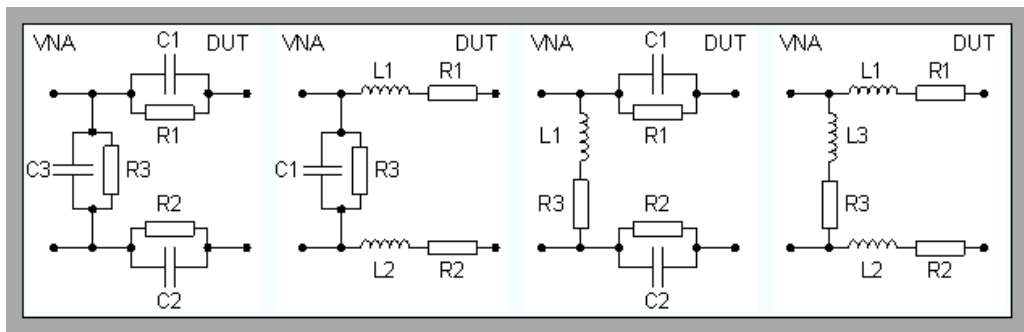 VNA C1 DUT
R1
C3 R3
R2
C2
VNA DUT
L1 R1
C1 R3
L2 R2
VNA C1 DUT
L1 R1
R3 R2
C2
VNA DUT
L1 R1
L3
R3
L2 R2